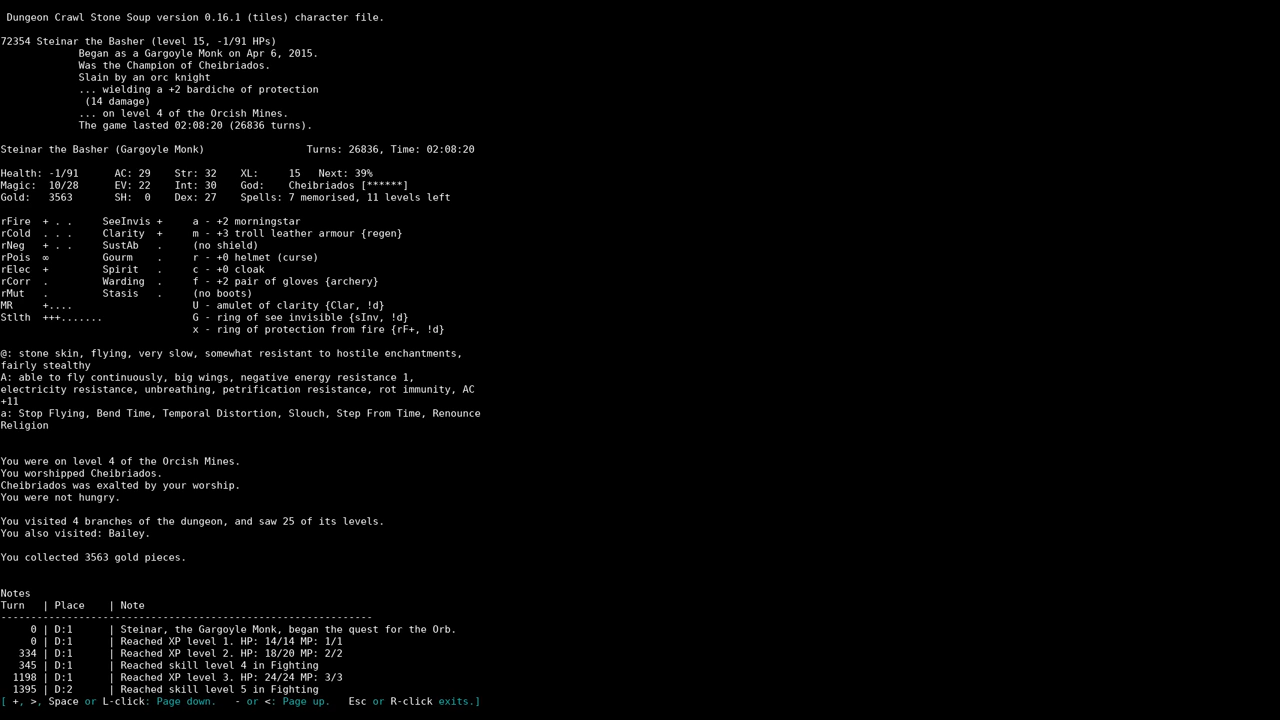 Dungeon Crawl Stone Soup version 0.16.1 (tiles) character file.
72354 Steinar the Basher (level 15, -1/91 HPs)
Began as a Gargoyle Monk on Apr 6, 2015.
Was the Champion of Cheibriados.
Slain by an orc knight
... wielding a +2 bardiche of protection
(14 damage)
... on level 4 of the Orcish Mines.
The game lasted 02:08:20 (26836 turns).
Steinar the Basher (Gargoyle Monk) Turns: 26836, Time: 02:08:20
Health: -1/91 AC: 29 Str: 32 XL: 15 Next: 39%
Magic: 10/28 EV: 22 Int: 30 God: Cheibriados [******]
Gold: 3563 SH: 0 Dex: 27 Spells: 7 memorised, 11 levels left
rFire + . . SeeInvis + a - +2 morningstar
rCold . . . Clarity + m - +3 troll leather armour {regen}
rNeg + . . SustAb . (no shield)
rPois ∞ Gourm . r - +0 helmet (curse)
rElec + Spirit . c - +0 cloak
rCorr . Warding . f - +2 pair of gloves {archery}
rMut . Stasis . (no boots)
MR +.... U - amulet of clarity {Clar, !d}
Stlth +++....... G - ring of see invisible {sInv, !d}
x - ring of protection from fire {rF+, !d}
@: stone skin, flying, very slow, somewhat resistant to hostile enchantments,
fairly stealthy
A: able to fly continuously, big wings, negative energy resistance 1,
electricity resistance, unbreathing, petrification resistance, rot immunity, AC
+11
a: Stop Flying, Bend Time, Temporal Distortion, Slouch, Step From Time, Renounce
Religion
You were on level 4 of the Orcish Mines.
You worshipped Cheibriados.
Cheibriados was exalted by your worship.
You were not hungry.
You visited 4 branches of the dungeon, and saw 25 of its levels.
You also visited: Bailey.
You collected 3563 gold pieces.
Notes
Turn | Place | Note
--------------------------------------------------------------
0 | D:1 | Steinar, the Gargoyle Monk, began the quest for the Orb.
0 | D:1 | Reached XP level 1. HP: 14/14 MP: 1/1
334 | D:1 | Reached XP level 2. HP: 18/20 MP: 2/2
345 | D:1 | Reached skill level 4 in Fighting
1198 | D:1 | Reached XP level 3. HP: 24/24 MP: 3/3
1395 | D:2 | Reached skill level 5 in Fighting
[ +, >, Space or L-click: Page down. - or <: Page up. Esc or R-click exits.]